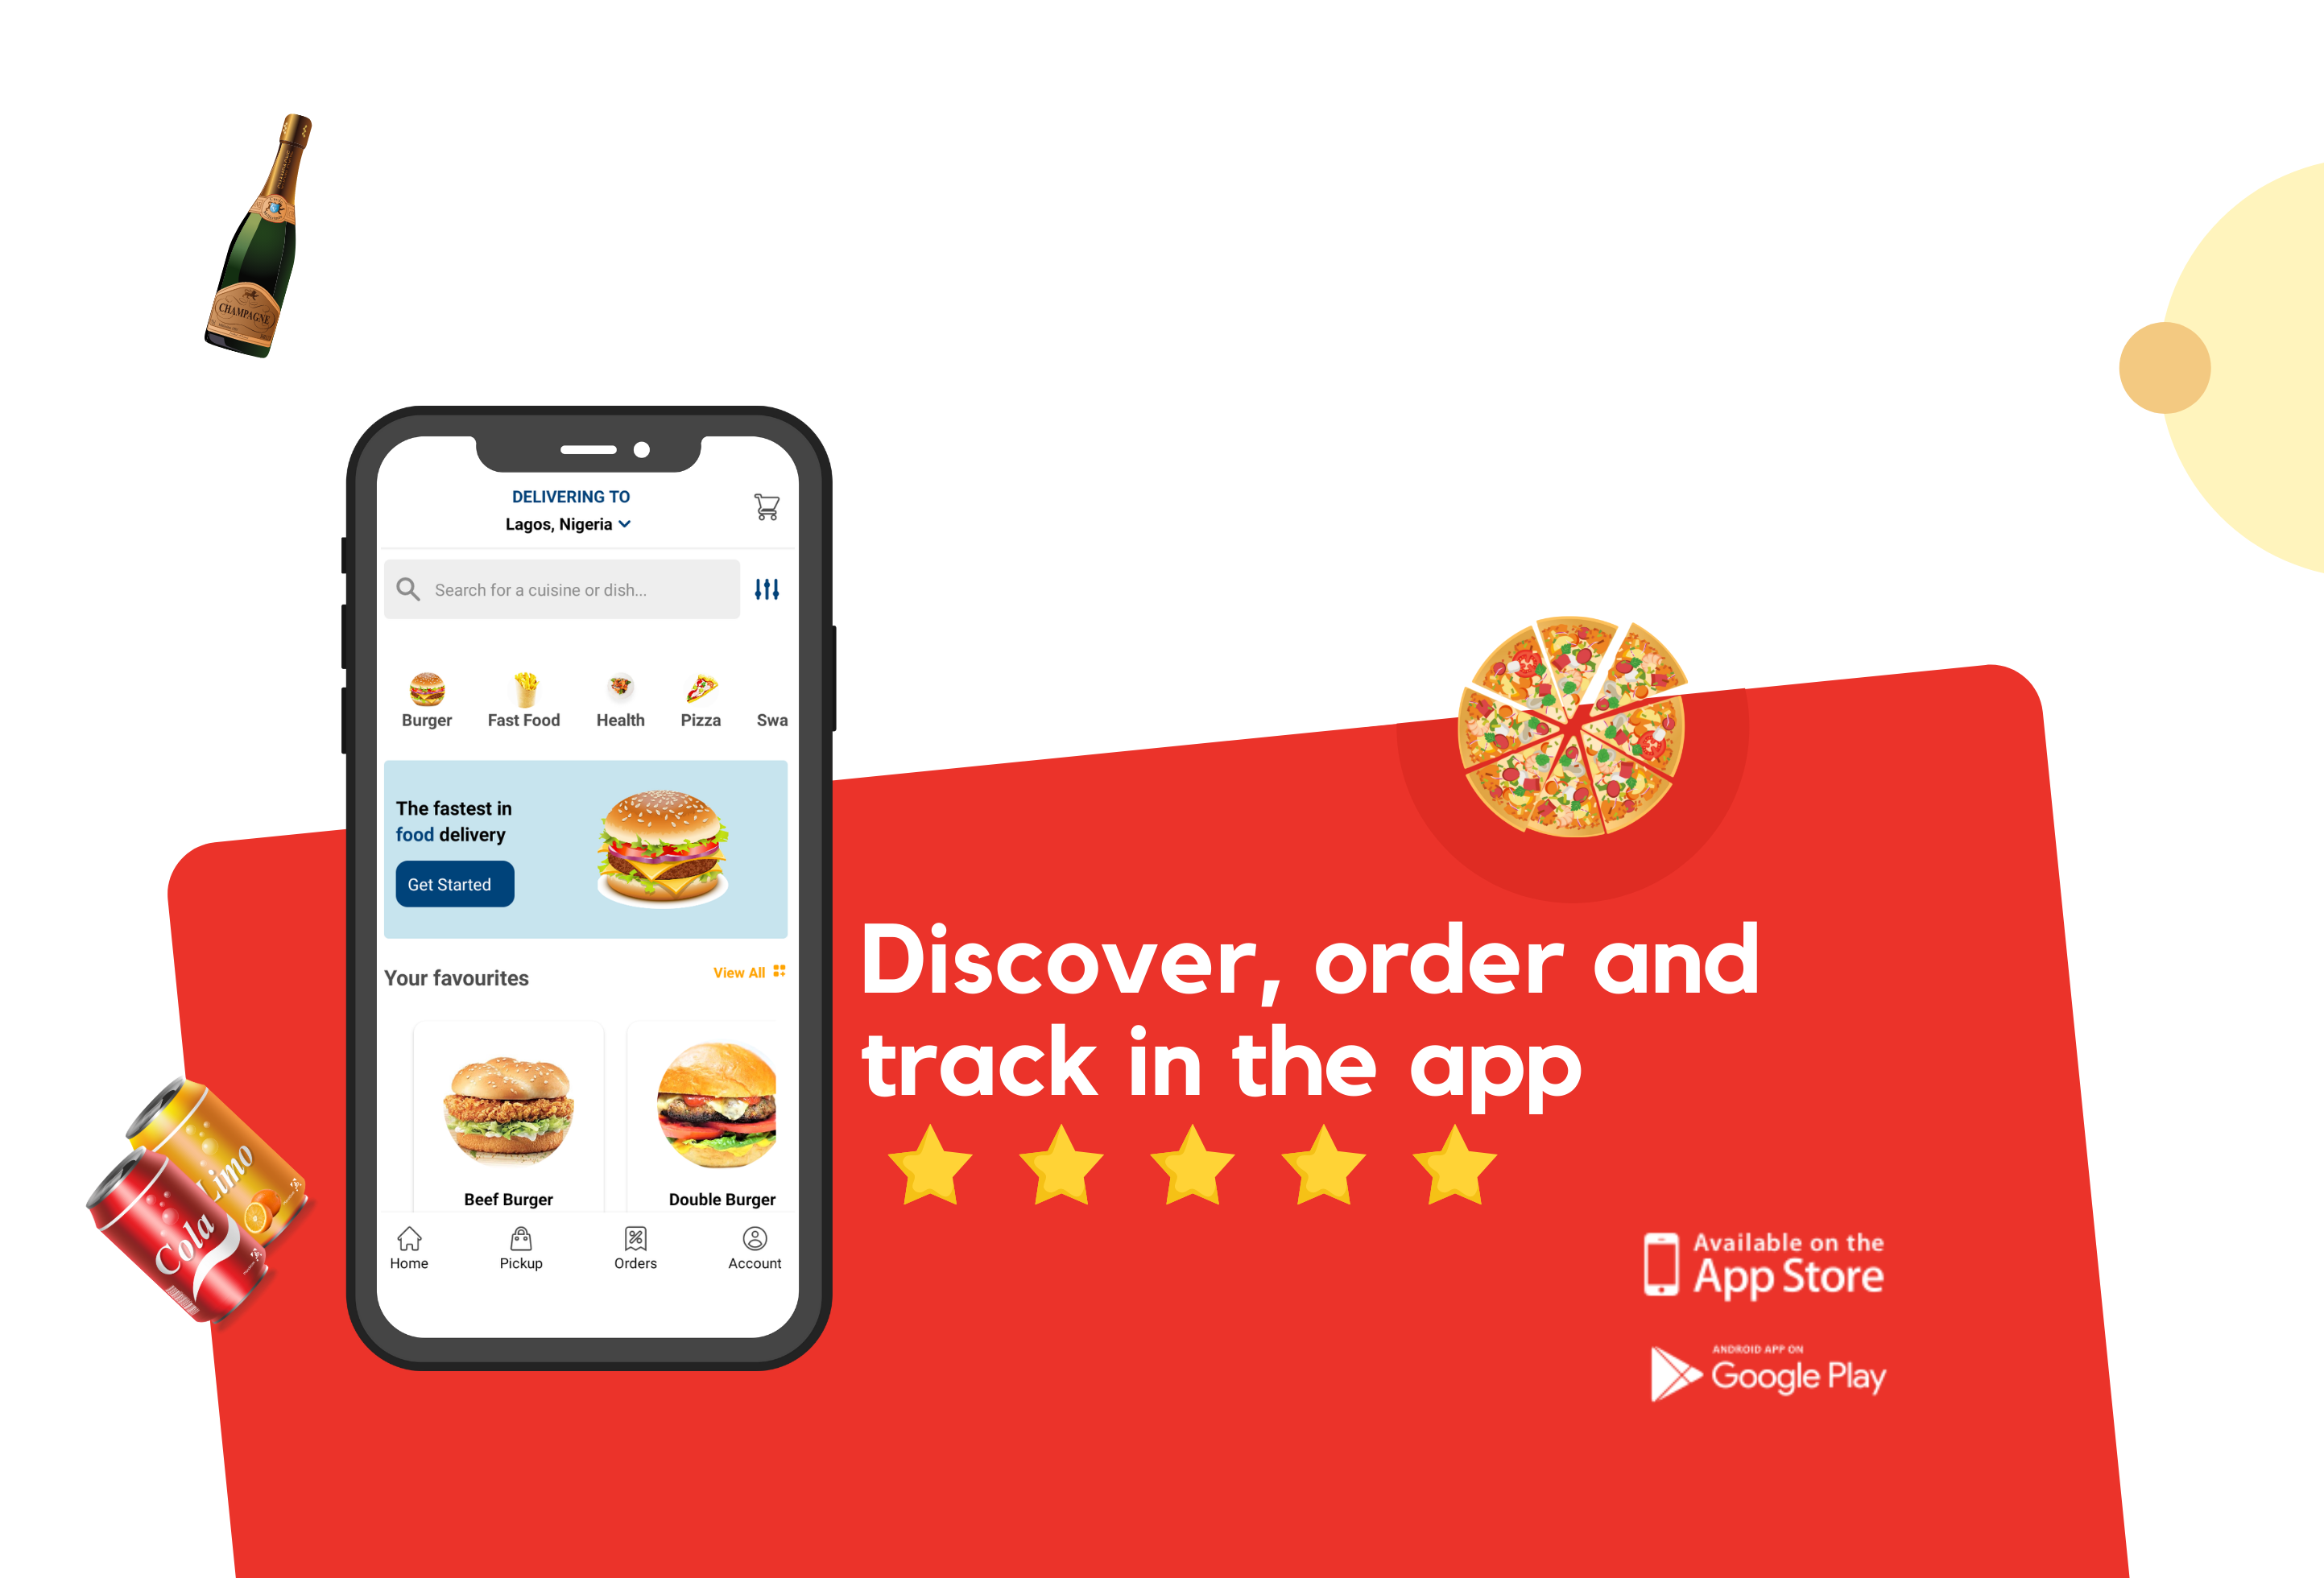 CHAMPAGNE
DELIVERING TO
Lagos, Nigeria
Search for a cuisine or dish...
Burger
Fast Food
Health
Pizza
Swa
The fastest in
food delivery
Get Started
Your favourites
View All
Beef Burger
Double Burger
Home
Pickup
Orders
Account
Limo
Cola
Discover, order and
track in the app
Available on the
App Store
ANDROID APP ON
Google Play